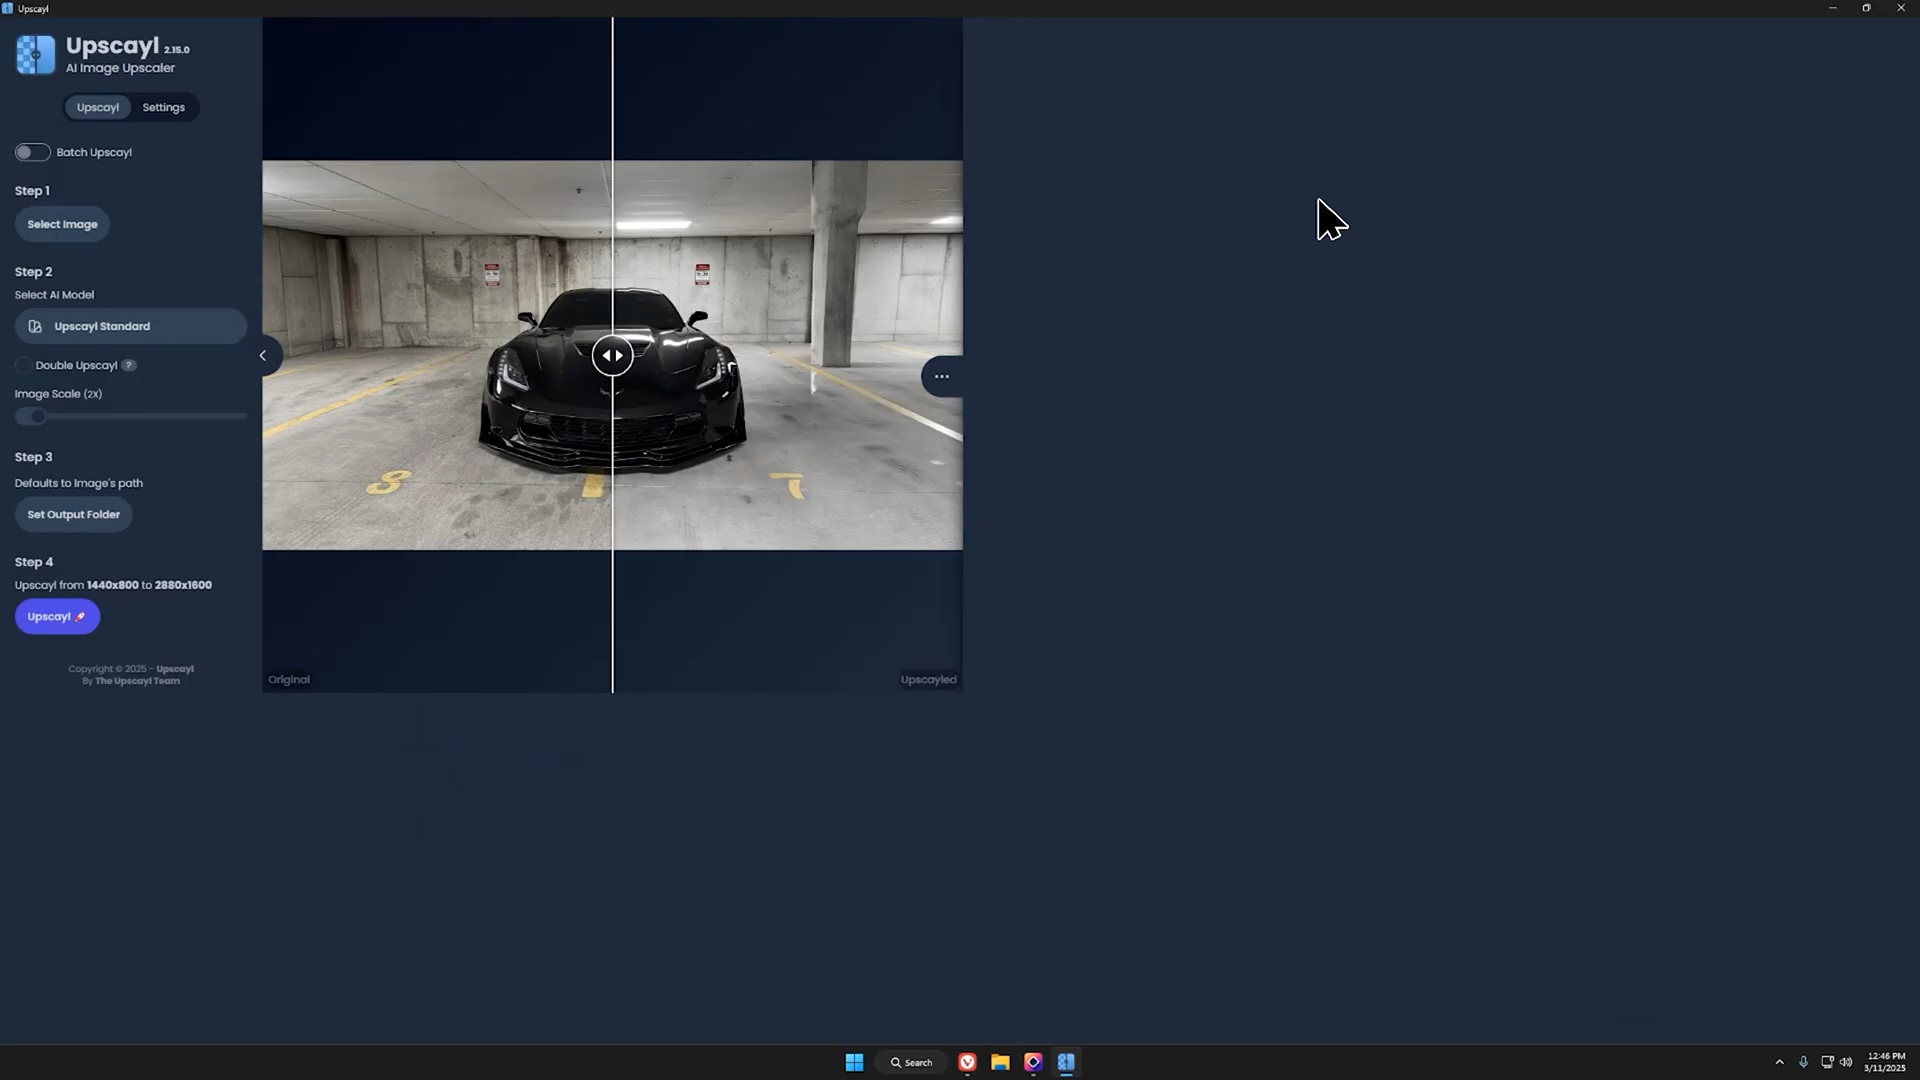 Upscayl
Upscayl 2.15.0
AI Image Upscaler
Upscayl
Settings
Batch Upscayl
Step 1
Select Image
Step 2
Select AI Model
Upscayl Standard
Double Upscayl ?
Image Scale (2X)
Step 3
Defaults to Image's path
Set Output Folder
Step 4
Upscayl from 1440x800 to 2880x1600
Upscayl 🚀
Copyright © 2025 - Upscayl
By The Upscayl Team
Original
Upscayled
Search
12:46 PM
3/11/2025